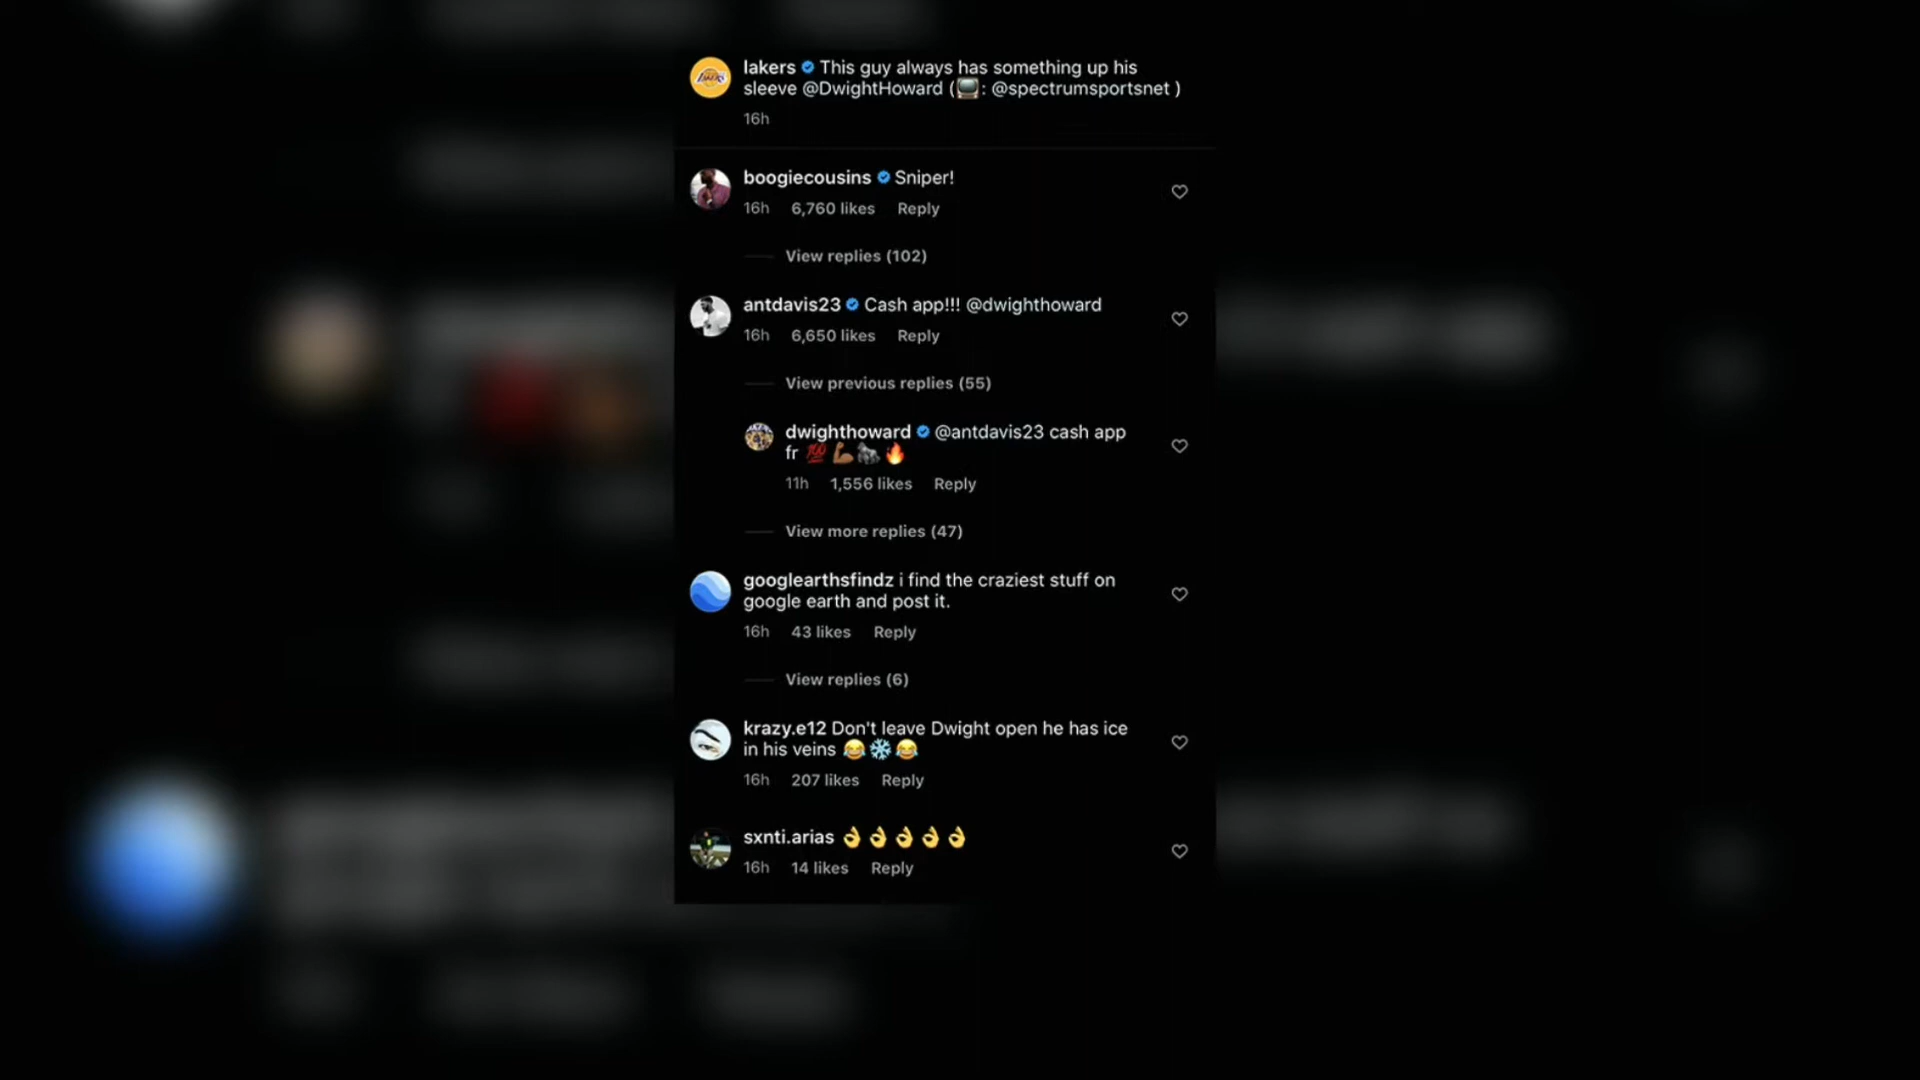 lakers This guy always has something up his
sleeve @DwightHoward (📺: @spectrumsportsnet )
16h
boogiecousins Sniper!
16h 6,760 likes Reply
View replies (102)
antdavis23 Cash app!!! @dwighthoward
16h 6,650 likes Reply
View previous replies (55)
dwighthoward @antdavis23 cash app
fr 💯💪🏾🦍🔥
11h 1,556 likes Reply
View more replies (47)
googlearthsfindz i find the craziest stuff on
google earth and post it.
16h 43 likes Reply
View replies (6)
krazy.e12 Don't leave Dwight open he has ice
in his veins 😂❄️😂
16h 207 likes Reply
sxnti.arias 👌👌👌👌👌
16h 14 likes Reply